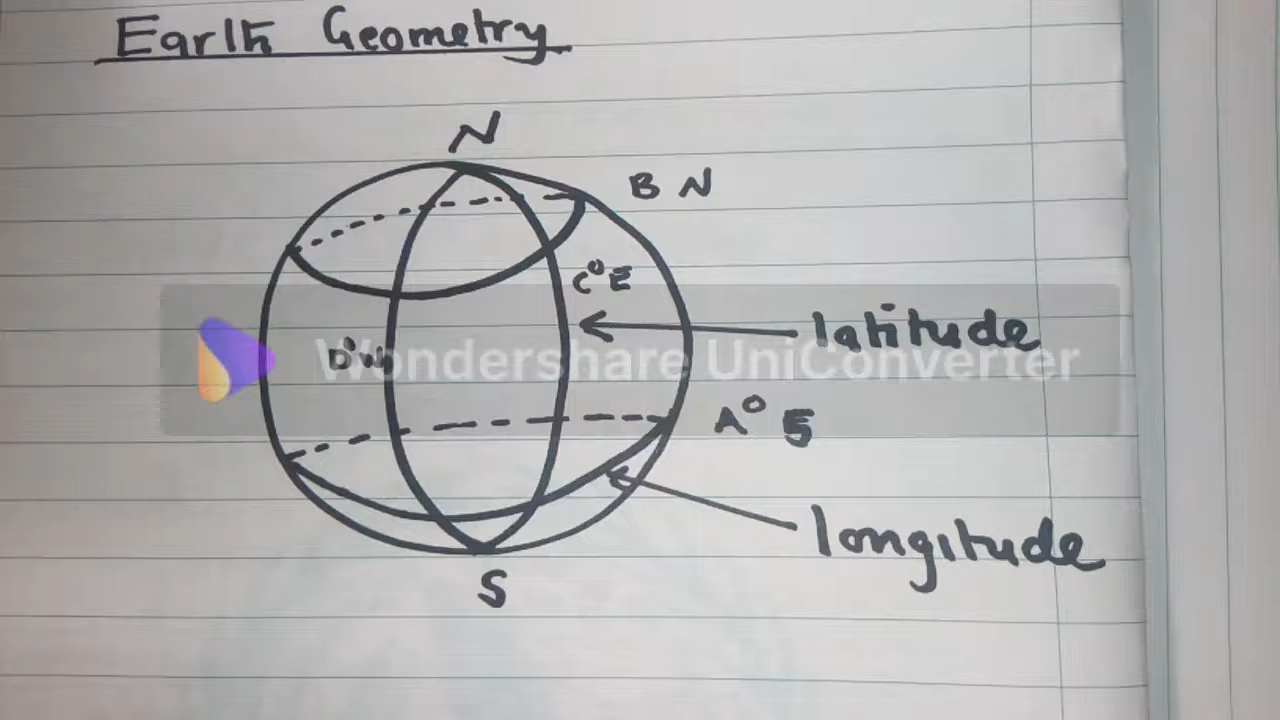 Earth Geometry
N
B N
C° E
latitude
D° W
Wondershare UniConverter
A° S
longitude
S